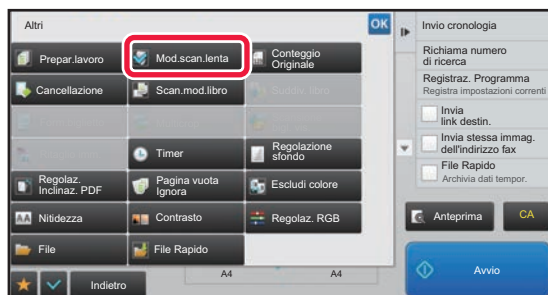 Altri
OK
Prepar.lavoro
Mod.scan.lenta
Conteggio
Originale
Cancellazione
Scan.mod.libro
Timer
Regolazione
sfondo
Regolaz.
Inclinaz. PDF
Pagina vuota
Ignora
Escludi colore
Nitidezza
Contrasto
Regolaz. RGB
File
File Rapido
Indietro
A4
A4
Invio cronologia
Richiama numero
di ricerca
Registraz. Programma
Registra impostazioni correnti
Invia
link destin.
Invia stessa immag.
dell'indirizzo fax
File Rapido
Archivia dati tempor.
Anteprima
CA
Avvio